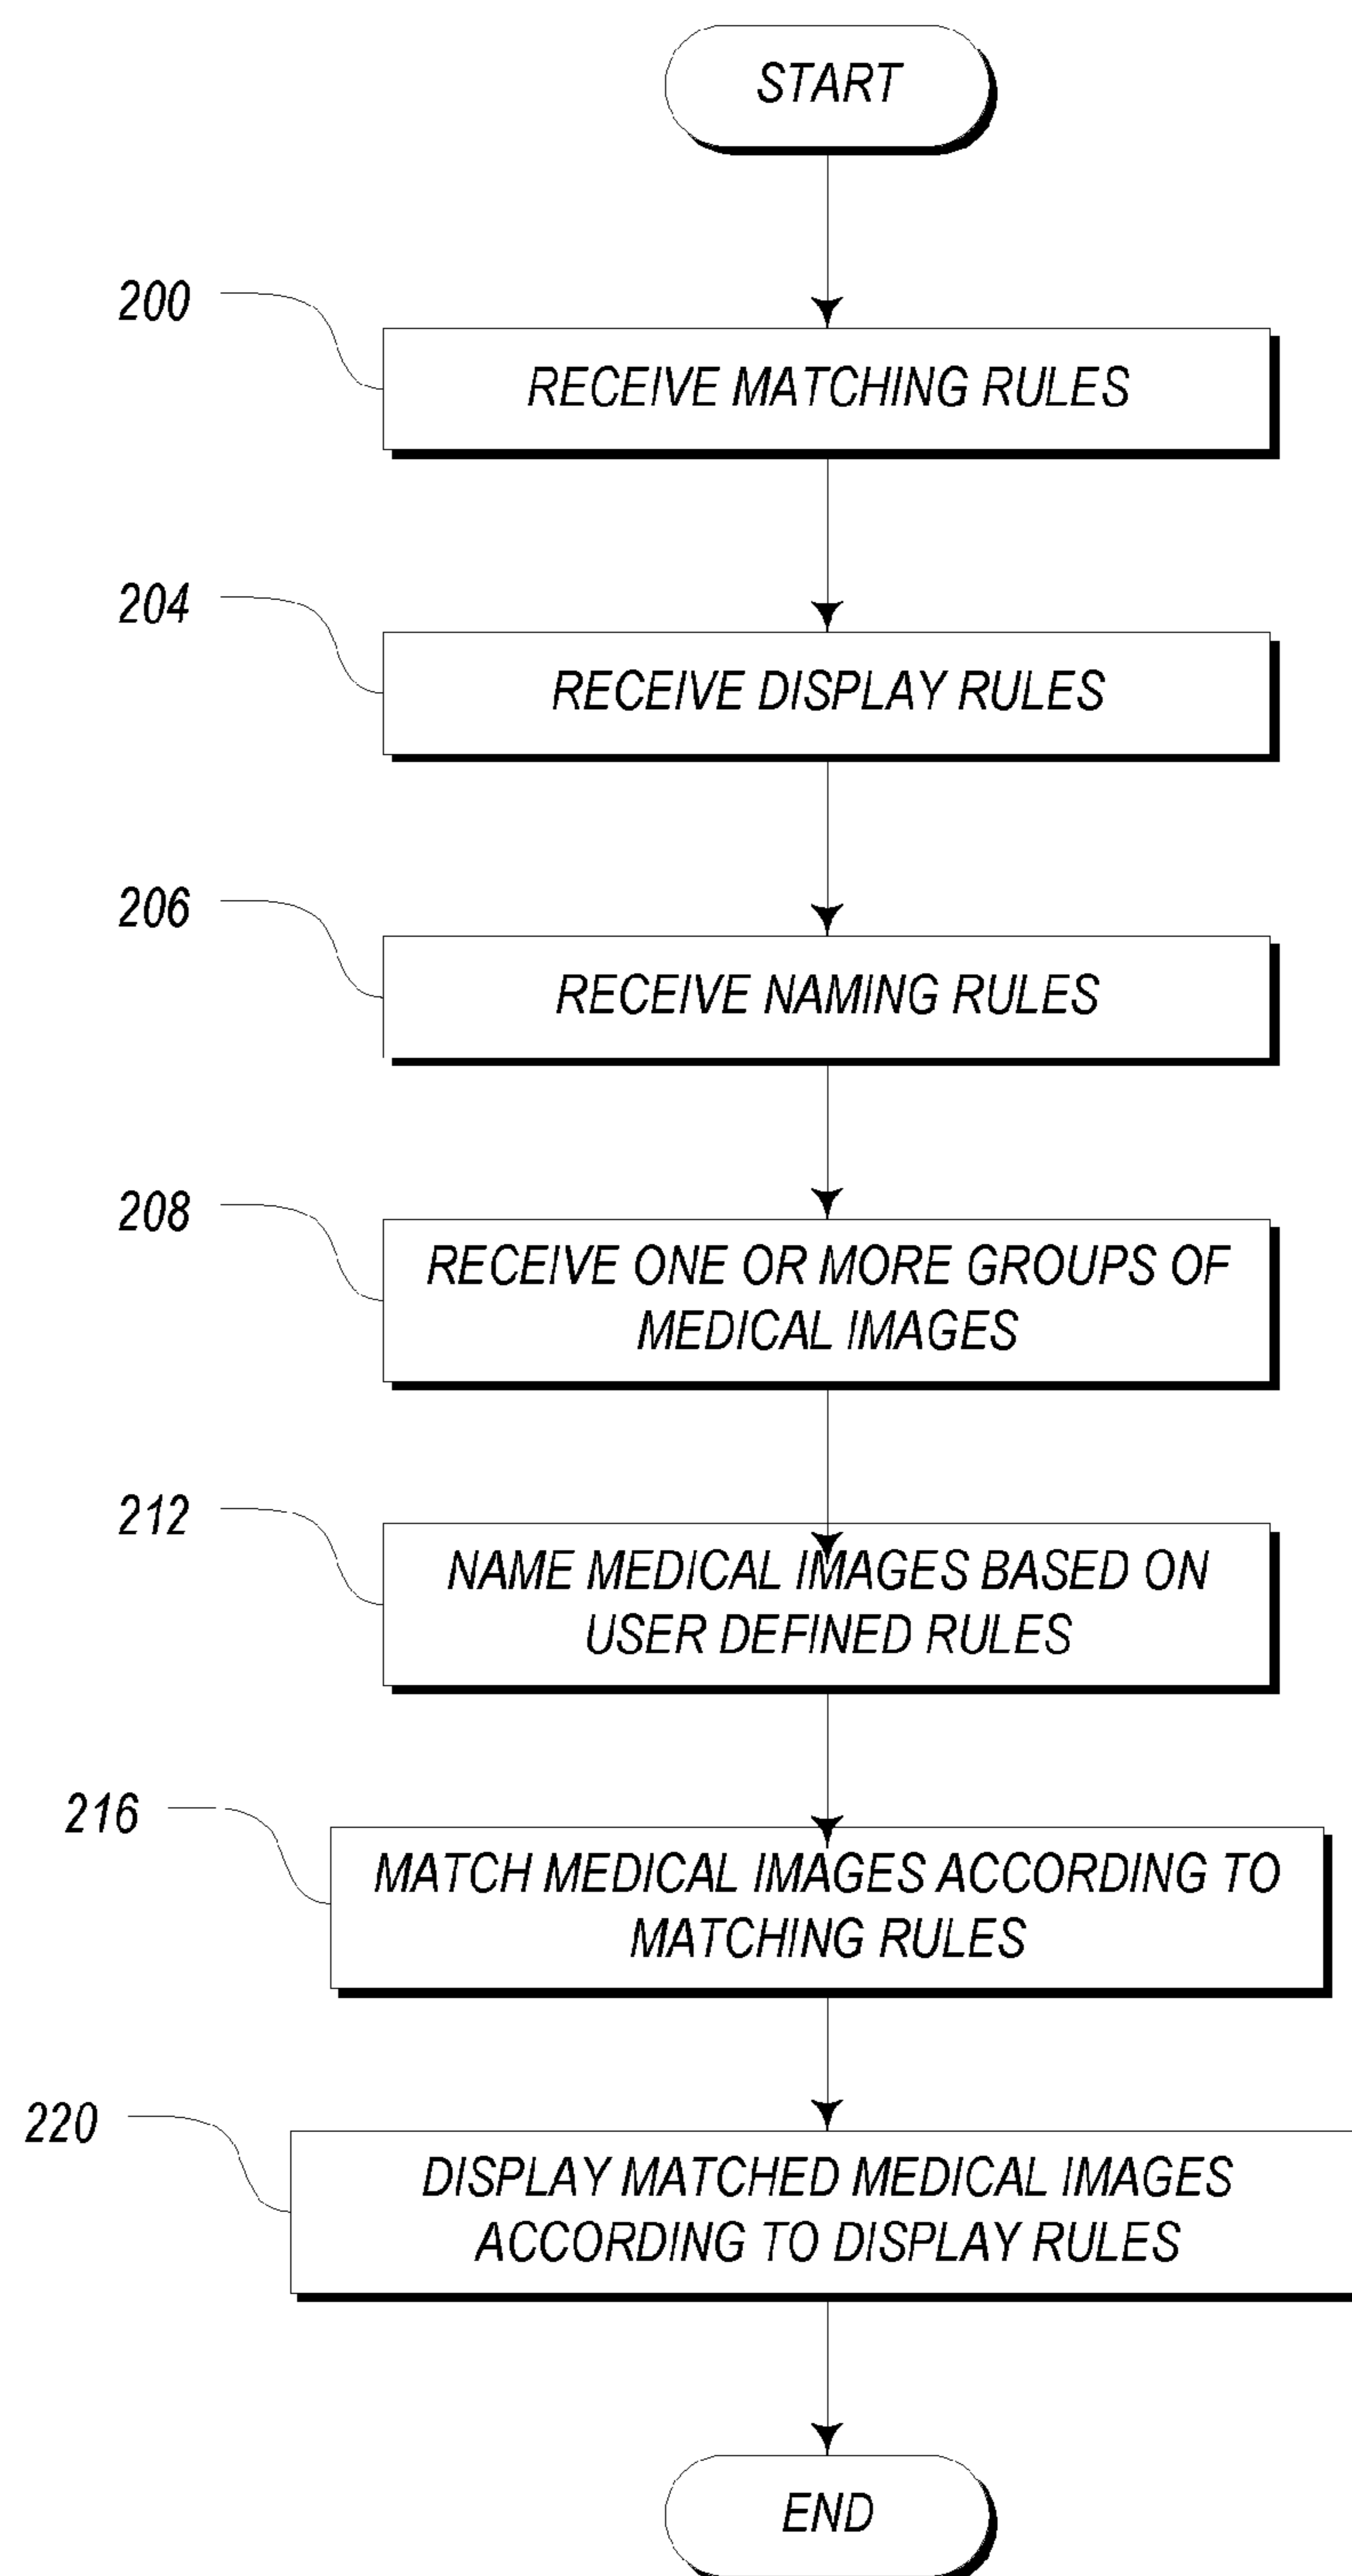 START
200
RECEIVE MATCHING RULES
204
RECEIVE DISPLAY RULES
206
RECEIVE NAMING RULES
208
RECEIVE ONE OR MORE GROUPS OF
MEDICAL IMAGES
212
NAME MEDICAL IMAGES BASED ON
USER DEFINED RULES
216
MATCH MEDICAL IMAGES ACCORDING TO
MATCHING RULES
220
DISPLAY MATCHED MEDICAL IMAGES
ACCORDING TO DISPLAY RULES
END